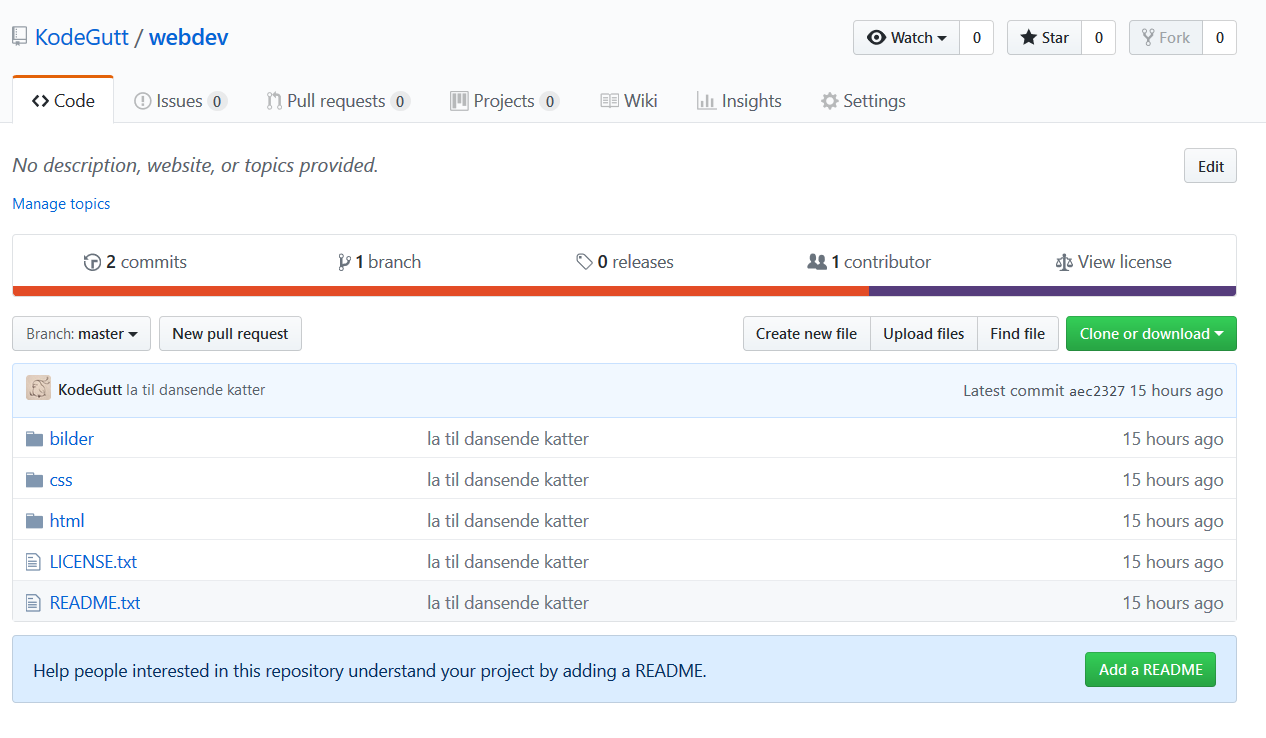 KodeGutt / webdev Watch 0 Star 0 Fork 0
Code Issues 0 Pull requests 0 Projects 0 Wiki Insights Settings
No description, website, or topics provided. Edit
Manage topics
2 commits 1 branch 0 releases 1 contributor View license
Branch: master New pull request Create new file Upload files Find file Clone or download
KodeGutt la til dansende katter Latest commit aec2327 15 hours ago
bilder la til dansende katter 15 hours ago
css la til dansende katter 15 hours ago
html la til dansende katter 15 hours ago
LICENSE.txt la til dansende katter 15 hours ago
README.txt la til dansende katter 15 hours ago
Help people interested in this repository understand your project by adding a README. Add a README